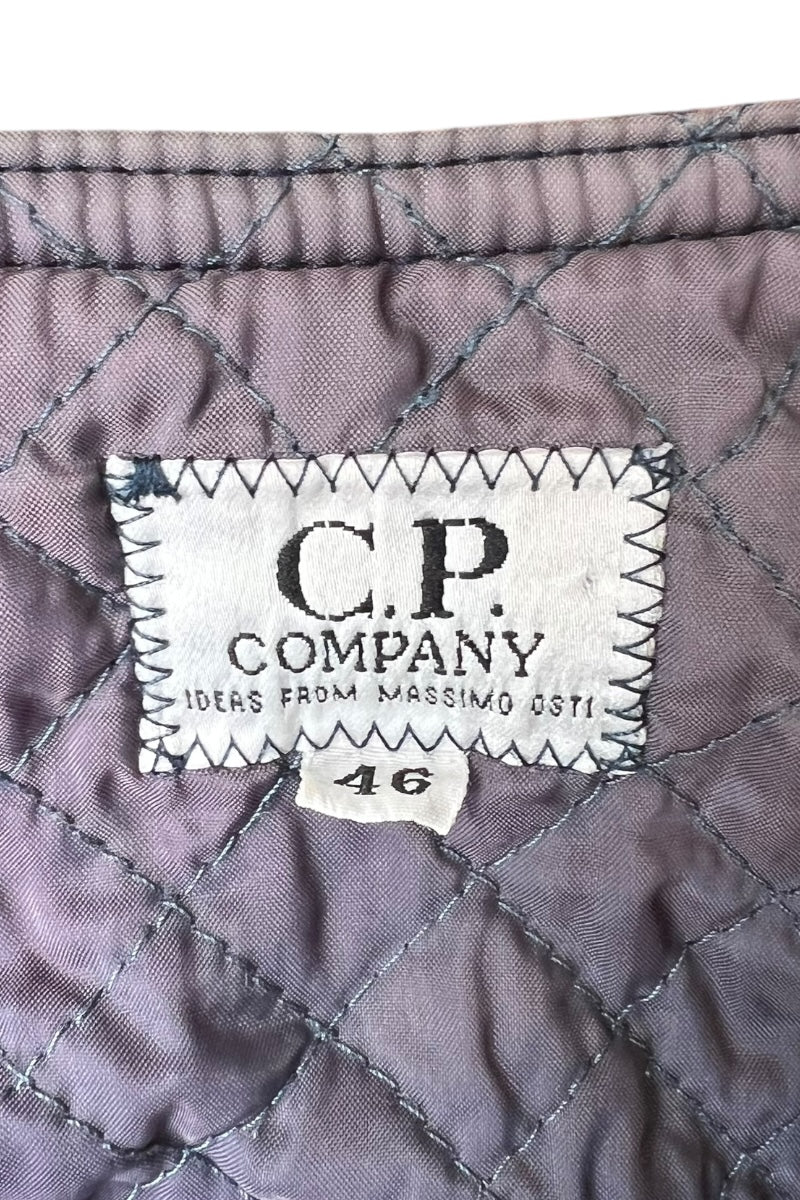 C.P.
COMPANY
IDEAS FROM MASSIMO OSTI
46